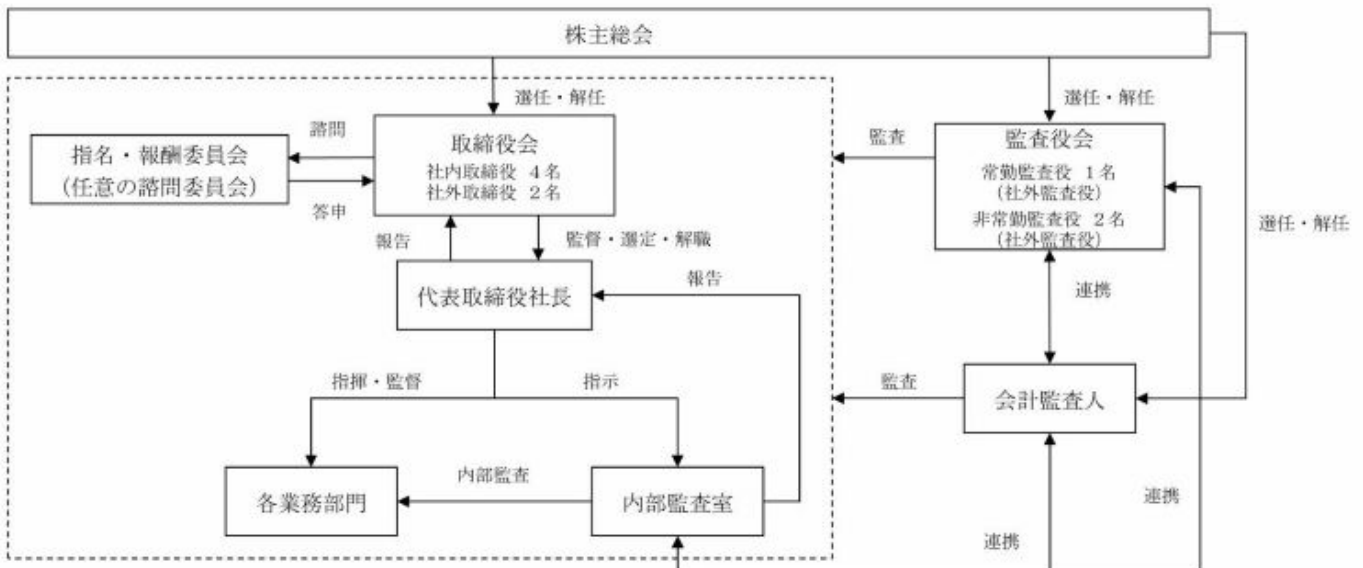 株主総会
選任・解任
選任・解任
諮問
指名・報酬委員会
(任意の諮問委員会)
答申
取締役会
社内取締役 4名
社外取締役 2名
監査
監査役会
常勤監査役 1名
(社外監査役)
非常勤監査役 2名
(社外監査役)
選任・解任
報告
監督・選定・解職
代表取締役社長
報告
連携
指揮・監督
指示
監査
会計監査人
各業務部門
内部監査
内部監査室
連携
連携